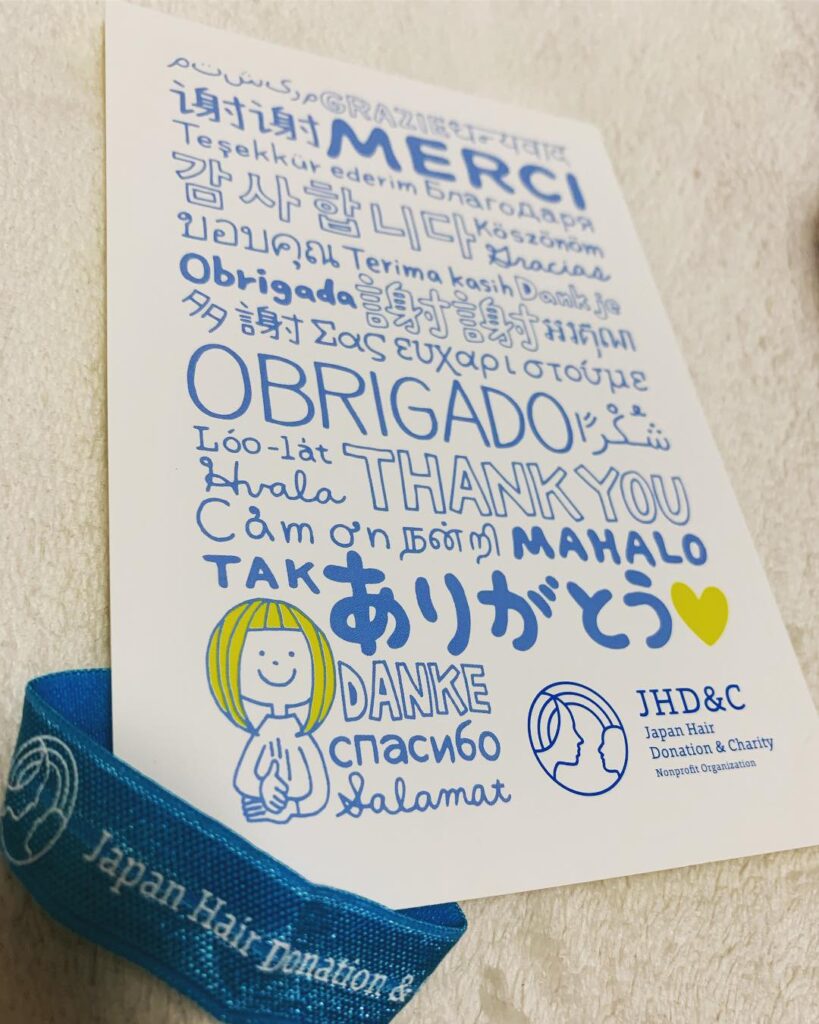 م ت ش ک ر م GRAZIE धन्यवाद
谢谢 MERCI
Teşekkür ederim Благодаря
감사합니다 Köszönöm
ขอบคุณ Terima kasih Gracias
Obrigada 謝謝 Dank je
多謝 Σας ευχαριστούμε អរគុណ
OBRIGADO شُكْرًا
Lóo-lát THANK YOU
Hvala
Cảm ơn நன்றி MAHALO
TAK ありがとう
DANKE
спасибо
Salamat
JHD&C
Japan Hair
Donation & Charity
Nonprofit Organization
Japan Hair Donation &